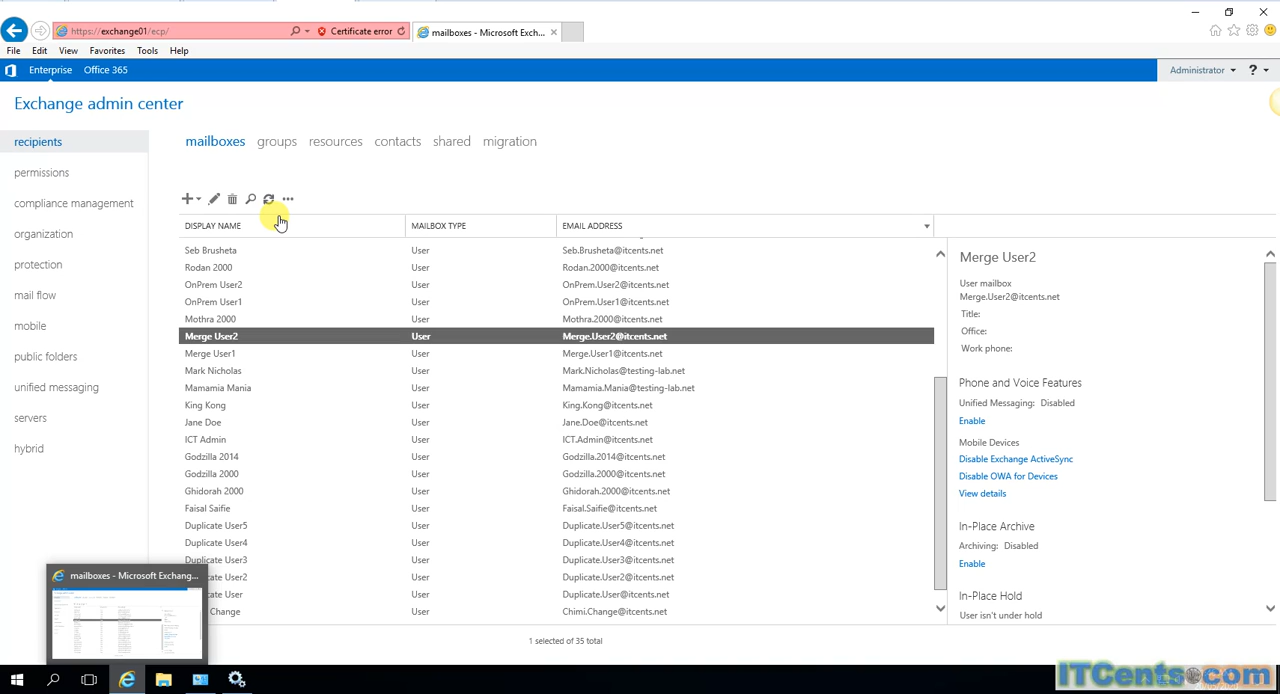 https://exchange01/ecp/
Certificate error
mailboxes - Microsoft Exch...
File Edit View Favorites Tools Help
Enterprise Office 365
Administrator ?
Exchange admin center
recipients
permissions
compliance management
organization
protection
mail flow
mobile
public folders
unified messaging
servers
hybrid
mailboxes groups resources contacts shared migration
DISPLAY NAME MAILBOX TYPE EMAIL ADDRESS
Seb Brusheta User Seb.Brusheta@itcents.net
Rodan 2000 User Rodan.2000@itcents.net
OnPrem User2 User OnPrem.User2@itcents.net
OnPrem User1 User OnPrem.User1@itcents.net
Mothra 2000 User Mothra.2000@itcents.net
Merge User2 User Merge.User2@itcents.net
Merge User1 User Merge.User1@itcents.net
Mark Nicholas User Mark.Nicholas@testing-lab.net
Mamamia Mania User Mamamia.Mania@testing-lab.net
King Kong User King.Kong@itcents.net
Jane Doe User Jane.Doe@itcents.net
ICT Admin User ICT.Admin@itcents.net
Godzilla 2014 User Godzilla.2014@itcents.net
Godzilla 2000 User Godzilla.2000@itcents.net
Ghidorah 2000 User Ghidorah.2000@itcents.net
Faisal Saifie User Faisal.Saifie@itcents.net
Duplicate User5 User Duplicate.User5@itcents.net
Duplicate User4 User Duplicate.User4@itcents.net
Duplicate User3 User Duplicate.User3@itcents.net
User2 User Duplicate.User2@itcents.net
User User Duplicate.User@itcents.net
Change User Chimi.Change@itcents.net
1 selected of 35 total
Merge User2
User mailbox
Merge.User2@itcents.net
Title:
Office:
Work phone:
Phone and Voice Features
Unified Messaging: Disabled
Enable
Mobile Devices
Disable Exchange ActiveSync
Disable OWA for Devices
View details
In-Place Archive
Archiving: Disabled
Enable
In-Place Hold
User isn't under hold
mailboxes - Microsoft Exchang...
ITCents.com